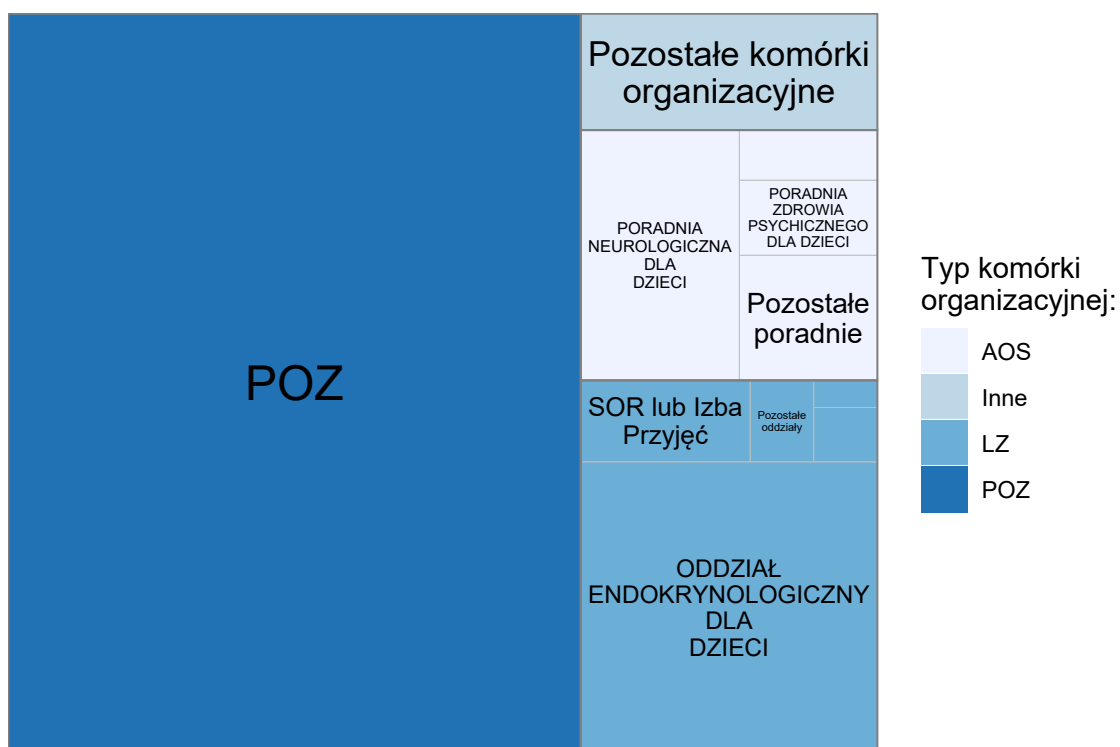 POZ
Pozostałe komórki
organizacyjne
PORADNIA
NEUROLOGICZNA
DLA
DZIECI
PORADNIA
ZDROWIA
PSYCHICZNEGO
DLA DZIECI
Pozostałe
poradnie
SOR lub Izba
Przyjęć
Pozostałe
oddziały
ODDZIAŁ
ENDOKRYNOLOGICZNY
DLA
DZIECI
Typ komórki
organizacyjnej:
AOS
Inne
LZ
POZ